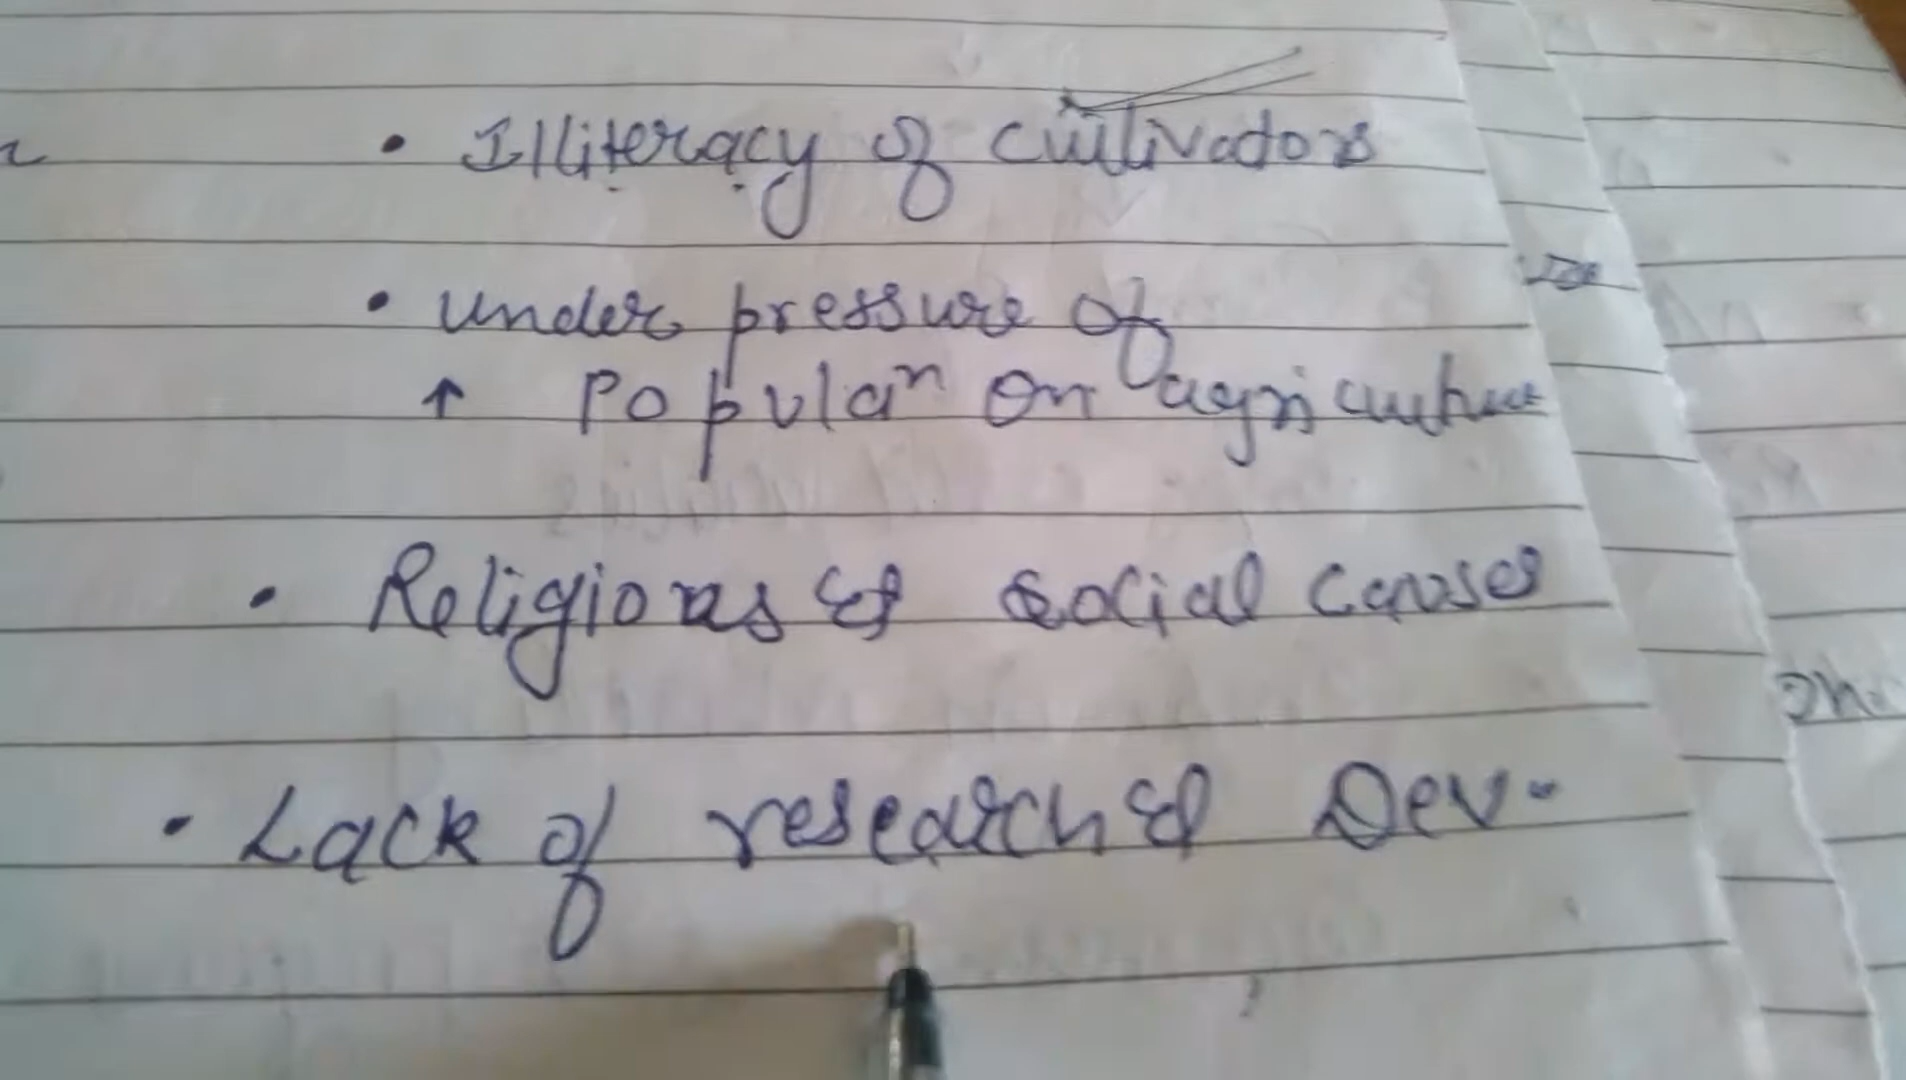 • Illiteracy of cultivators
• under pressure of
↑ Populaⁿ on agriculture
• Religious & social causes
• Lack of research & Dev.